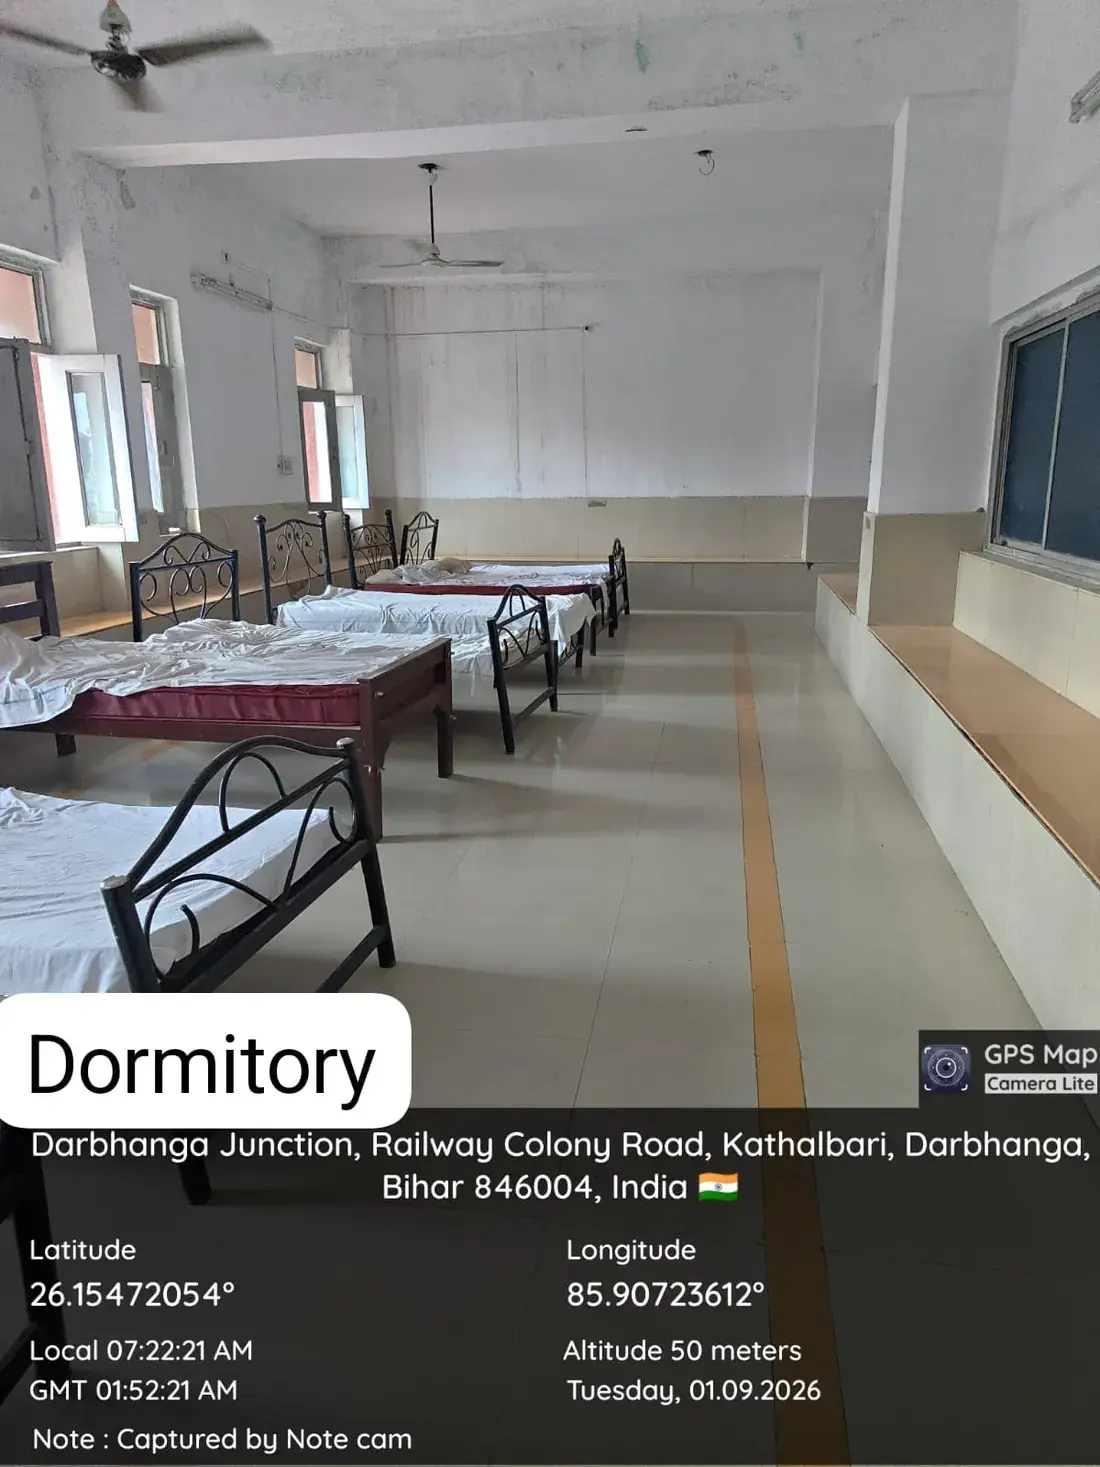 Dormitory
GPS Map
Camera Lite
Darbhanga Junction, Railway Colony Road, Kathalbari, Darbhanga,
Bihar 846004, India 🇮🇳
Latitude
26.15472054°
Longitude
85.90723612°
Local 07:22:21 AM
GMT 01:52:21 AM
Altitude 50 meters
Tuesday, 01.09.2026
Note : Captured by Note cam